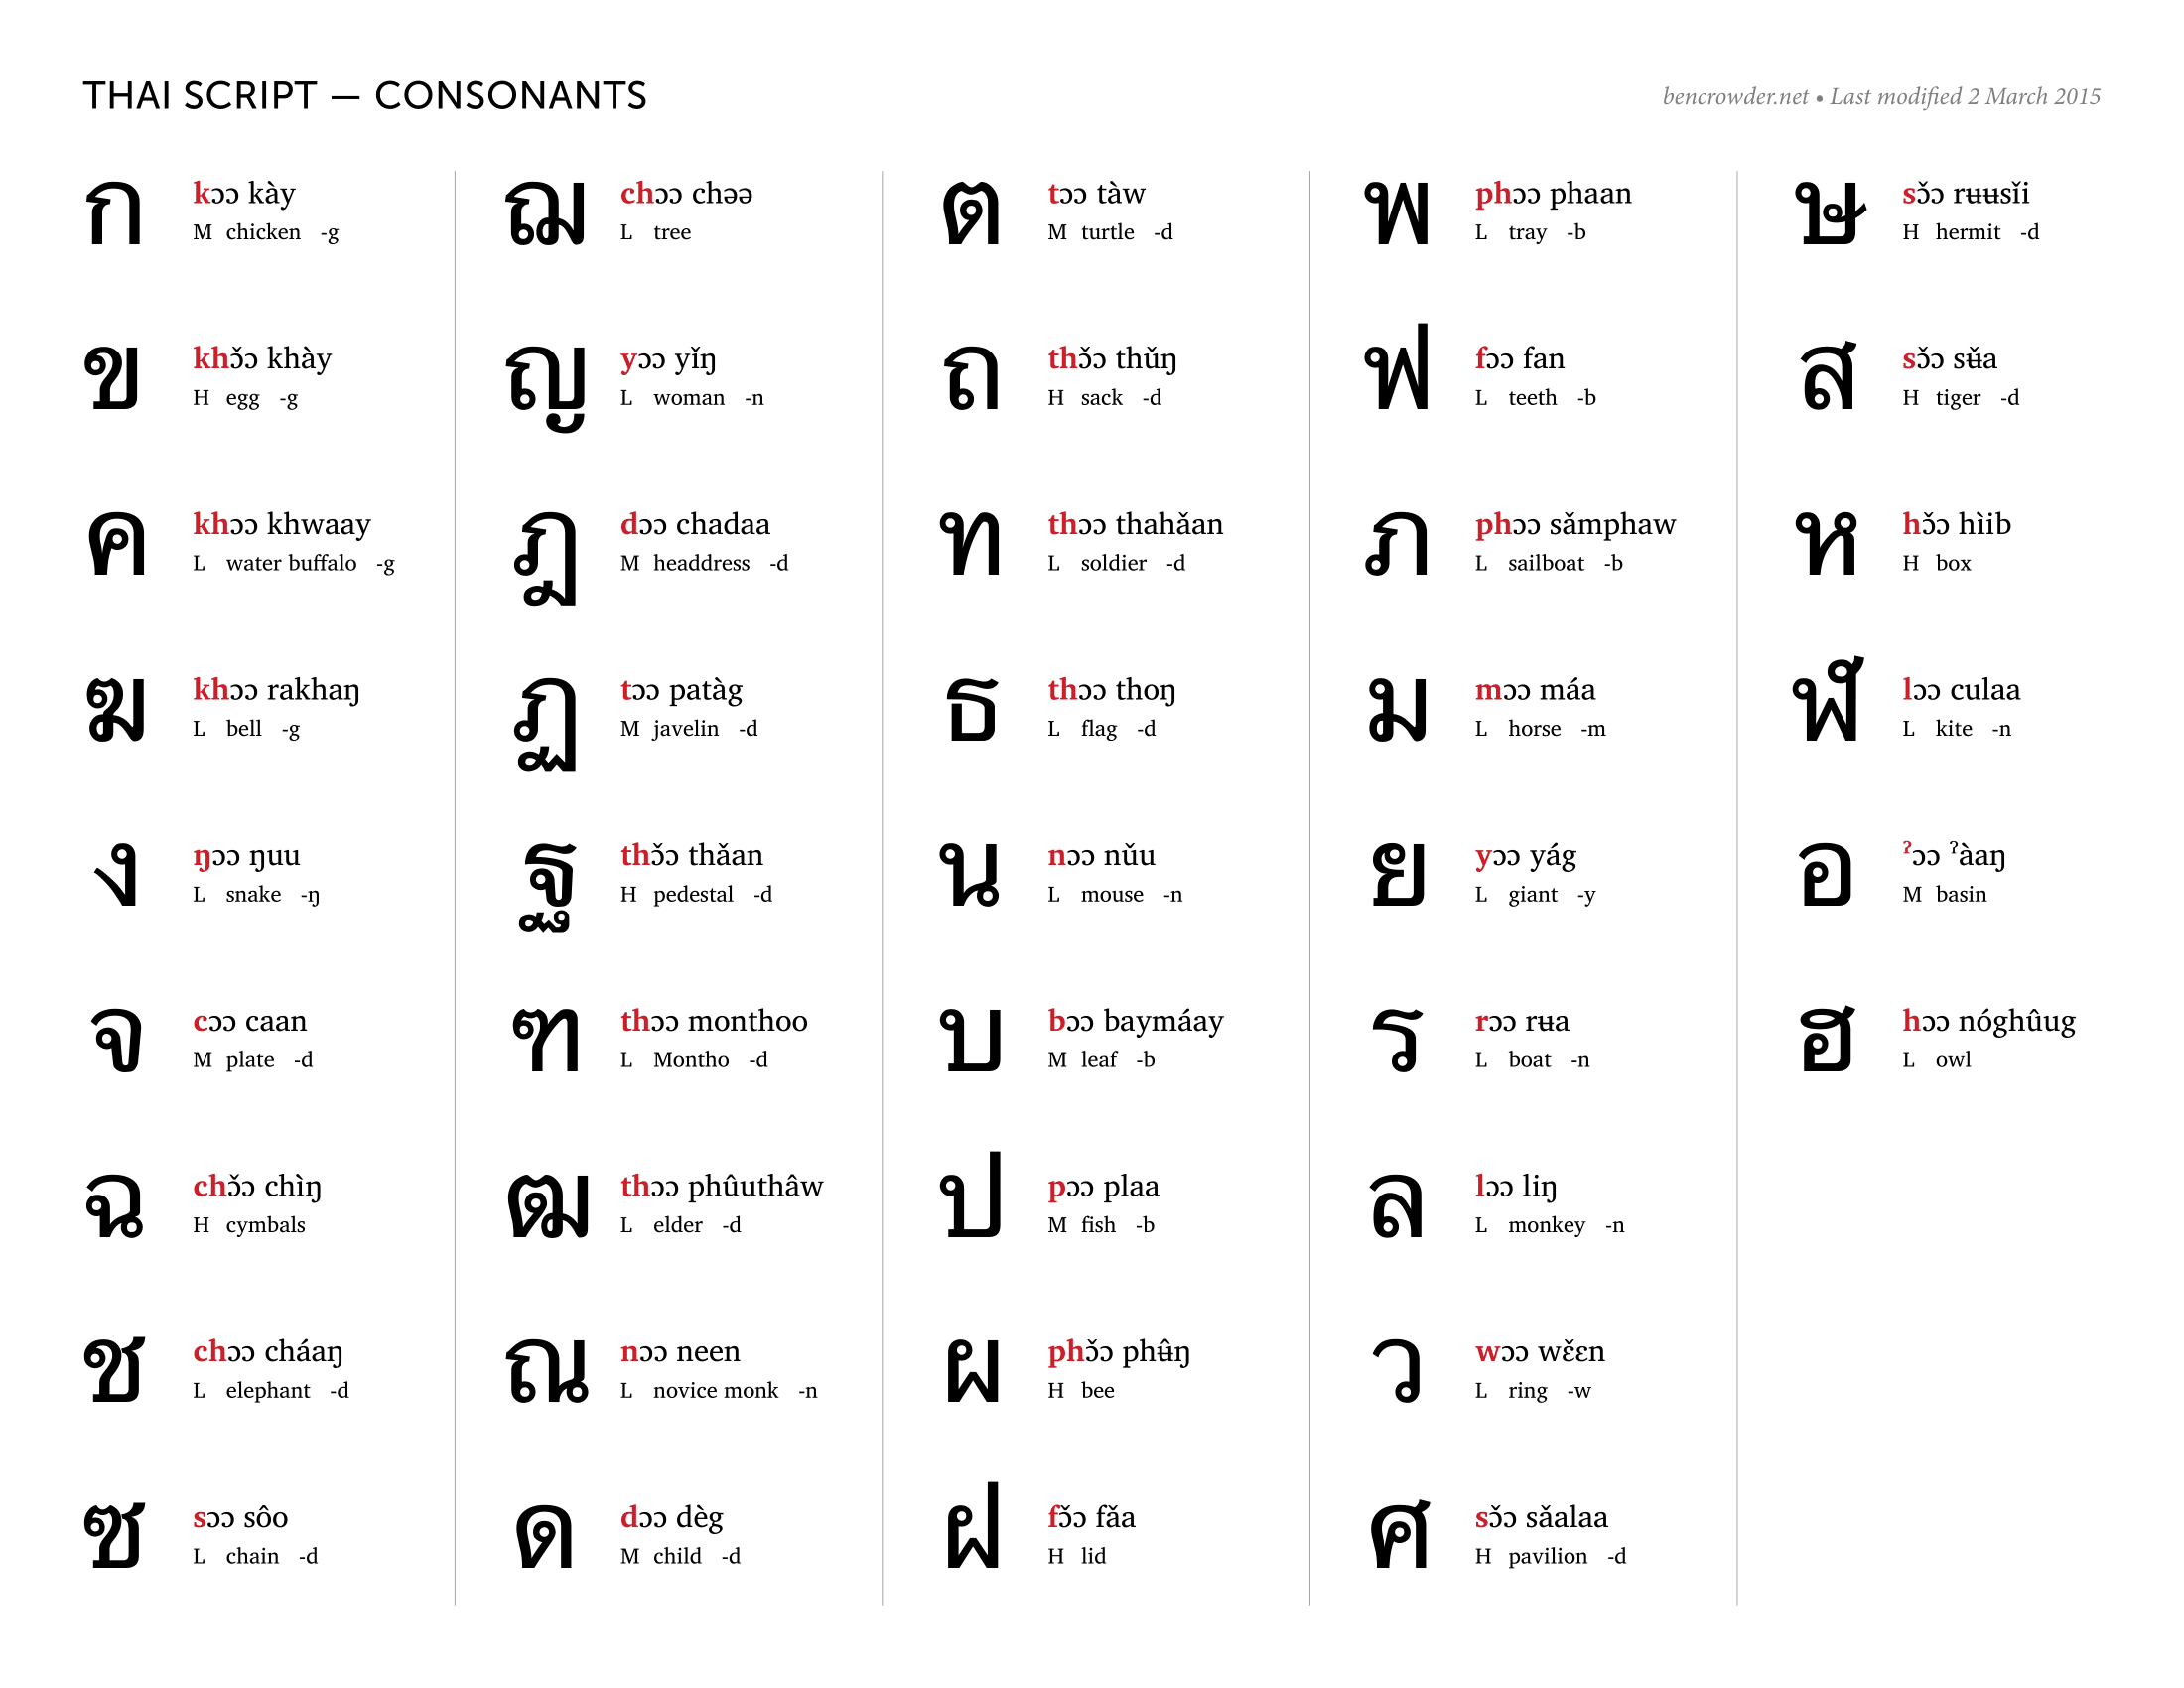 THAI SCRIPT — CONSONANTS
bencrowder.net • Last modified 2 March 2015
ก kɔɔ kày
M chicken -g
ข khɔ̌ɔ khày
H egg -g
ค khɔɔ khwaay
L water buffalo -g
ฆ khɔɔ rakhaŋ
L bell -g
ง ŋɔɔ ŋuu
L snake -ŋ
จ cɔɔ caan
M plate -d
ฉ chɔ̌ɔ chìŋ
H cymbals
ช chɔɔ cháaŋ
L elephant -d
ซ sɔɔ sôo
L chain -d
ฌ chɔɔ chəə
L tree
ญ yɔɔ yǐŋ
L woman -n
ฎ dɔɔ chadaa
M headdress -d
ฏ tɔɔ patàg
M javelin -d
ฐ thɔ̌ɔ thǎan
H pedestal -d
ฑ thɔɔ monthoo
L Montho -d
ฒ thɔɔ phûuthâw
L elder -d
ณ nɔɔ neen
L novice monk -n
ด dɔɔ dèg
M child -d
ต tɔɔ tàw
M turtle -d
ถ thɔ̌ɔ thǔŋ
H sack -d
ท thɔɔ thahǎan
L soldier -d
ธ thɔɔ thoŋ
L flag -d
น nɔɔ nǔu
L mouse -n
บ bɔɔ baymáay
M leaf -b
ป pɔɔ plaa
M fish -b
ผ phɔ̌ɔ phʉ̂ŋ
H bee
ฝ fɔ̌ɔ fǎa
H lid
พ phɔɔ phaan
L tray -b
ฟ fɔɔ fan
L teeth -b
ภ phɔɔ sǎmphaw
L sailboat -b
ม mɔɔ máa
L horse -m
ย yɔɔ yág
L giant -y
ร rɔɔ rʉa
L boat -n
ล lɔɔ liŋ
L monkey -n
ว wɔɔ wɛ̌ɛn
L ring -w
ศ sɔ̌ɔ sǎalaa
H pavilion -d
ษ sɔ̌ɔ rʉʉsǐi
H hermit -d
ส sɔ̌ɔ sʉ̌a
H tiger -d
ห hɔ̌ɔ hìib
H box
ฬ lɔɔ culaa
L kite -n
อ ˀɔɔ ˀàaŋ
M basin
ฮ hɔɔ nóghûug
L owl